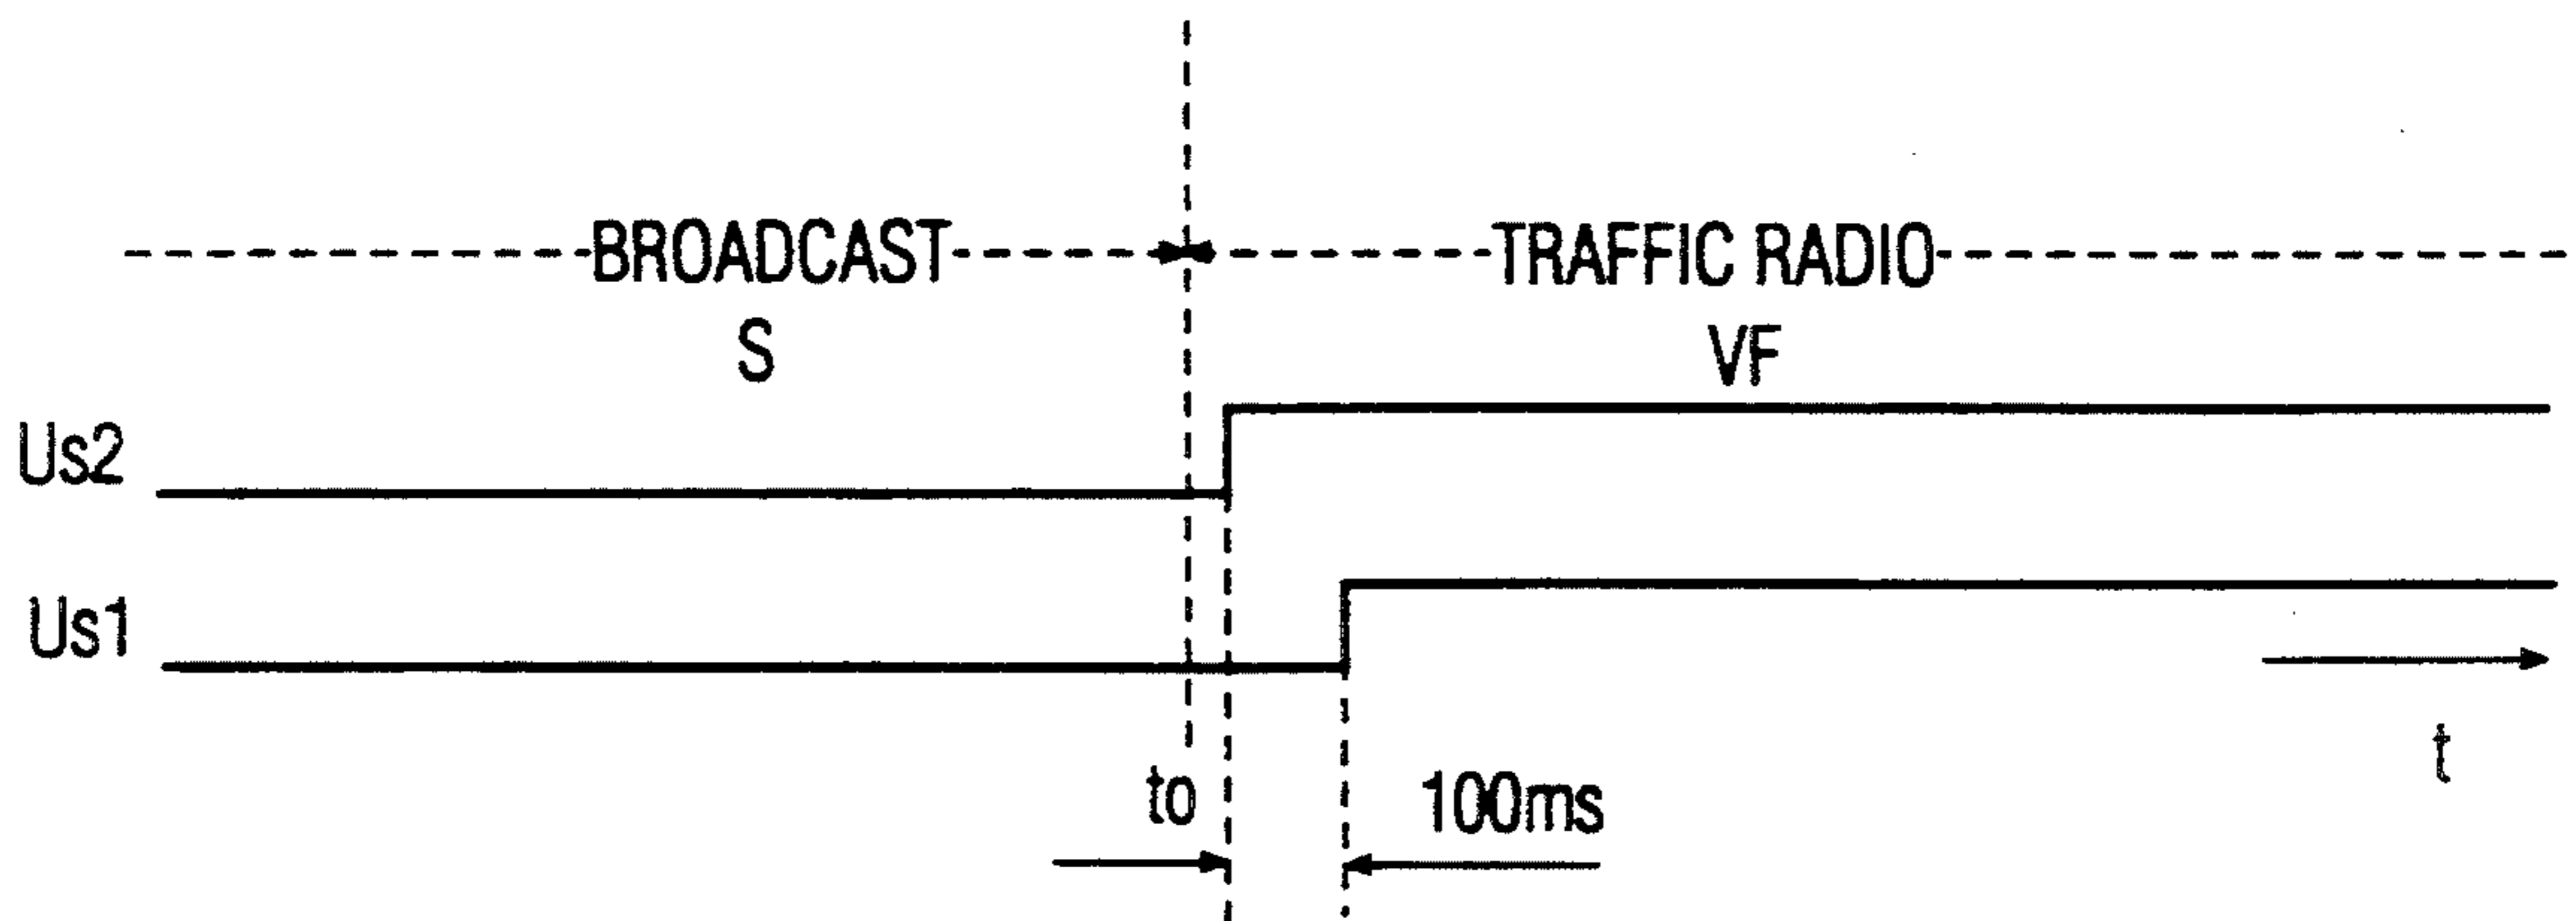 BROADCAST TRAFFIC RADIO
S VF
Us2
Us1
t
to 100ms